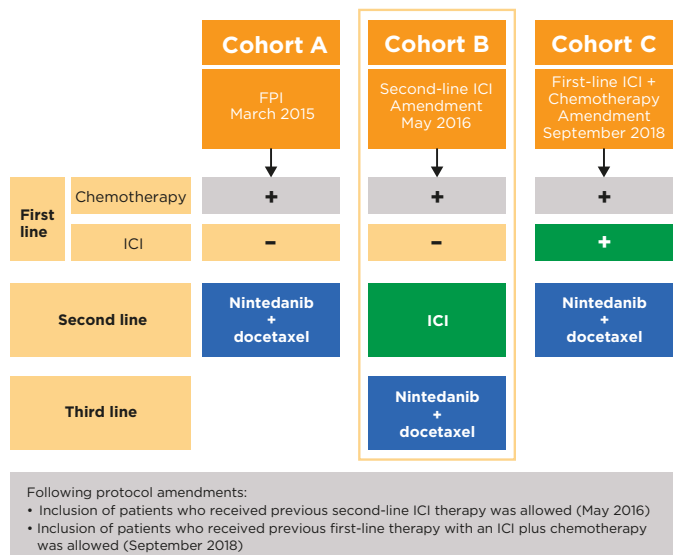 Cohort A
Cohort B
Cohort C
FPI
March 2015
Second-line ICI
Amendment
May 2016
First-line ICI +
Chemotherapy
Amendment
September 2018
First
line
Chemotherapy
+
+
+
ICI
-
-
+
Second line
Nintedanib
+
docetaxel
ICI
Nintedanib
+
docetaxel
Third line
Nintedanib
+
docetaxel
Following protocol amendments:
• Inclusion of patients who received previous second-line ICI therapy was allowed (May 2016)
• Inclusion of patients who received previous first-line therapy with an ICI plus chemotherapy
was allowed (September 2018)